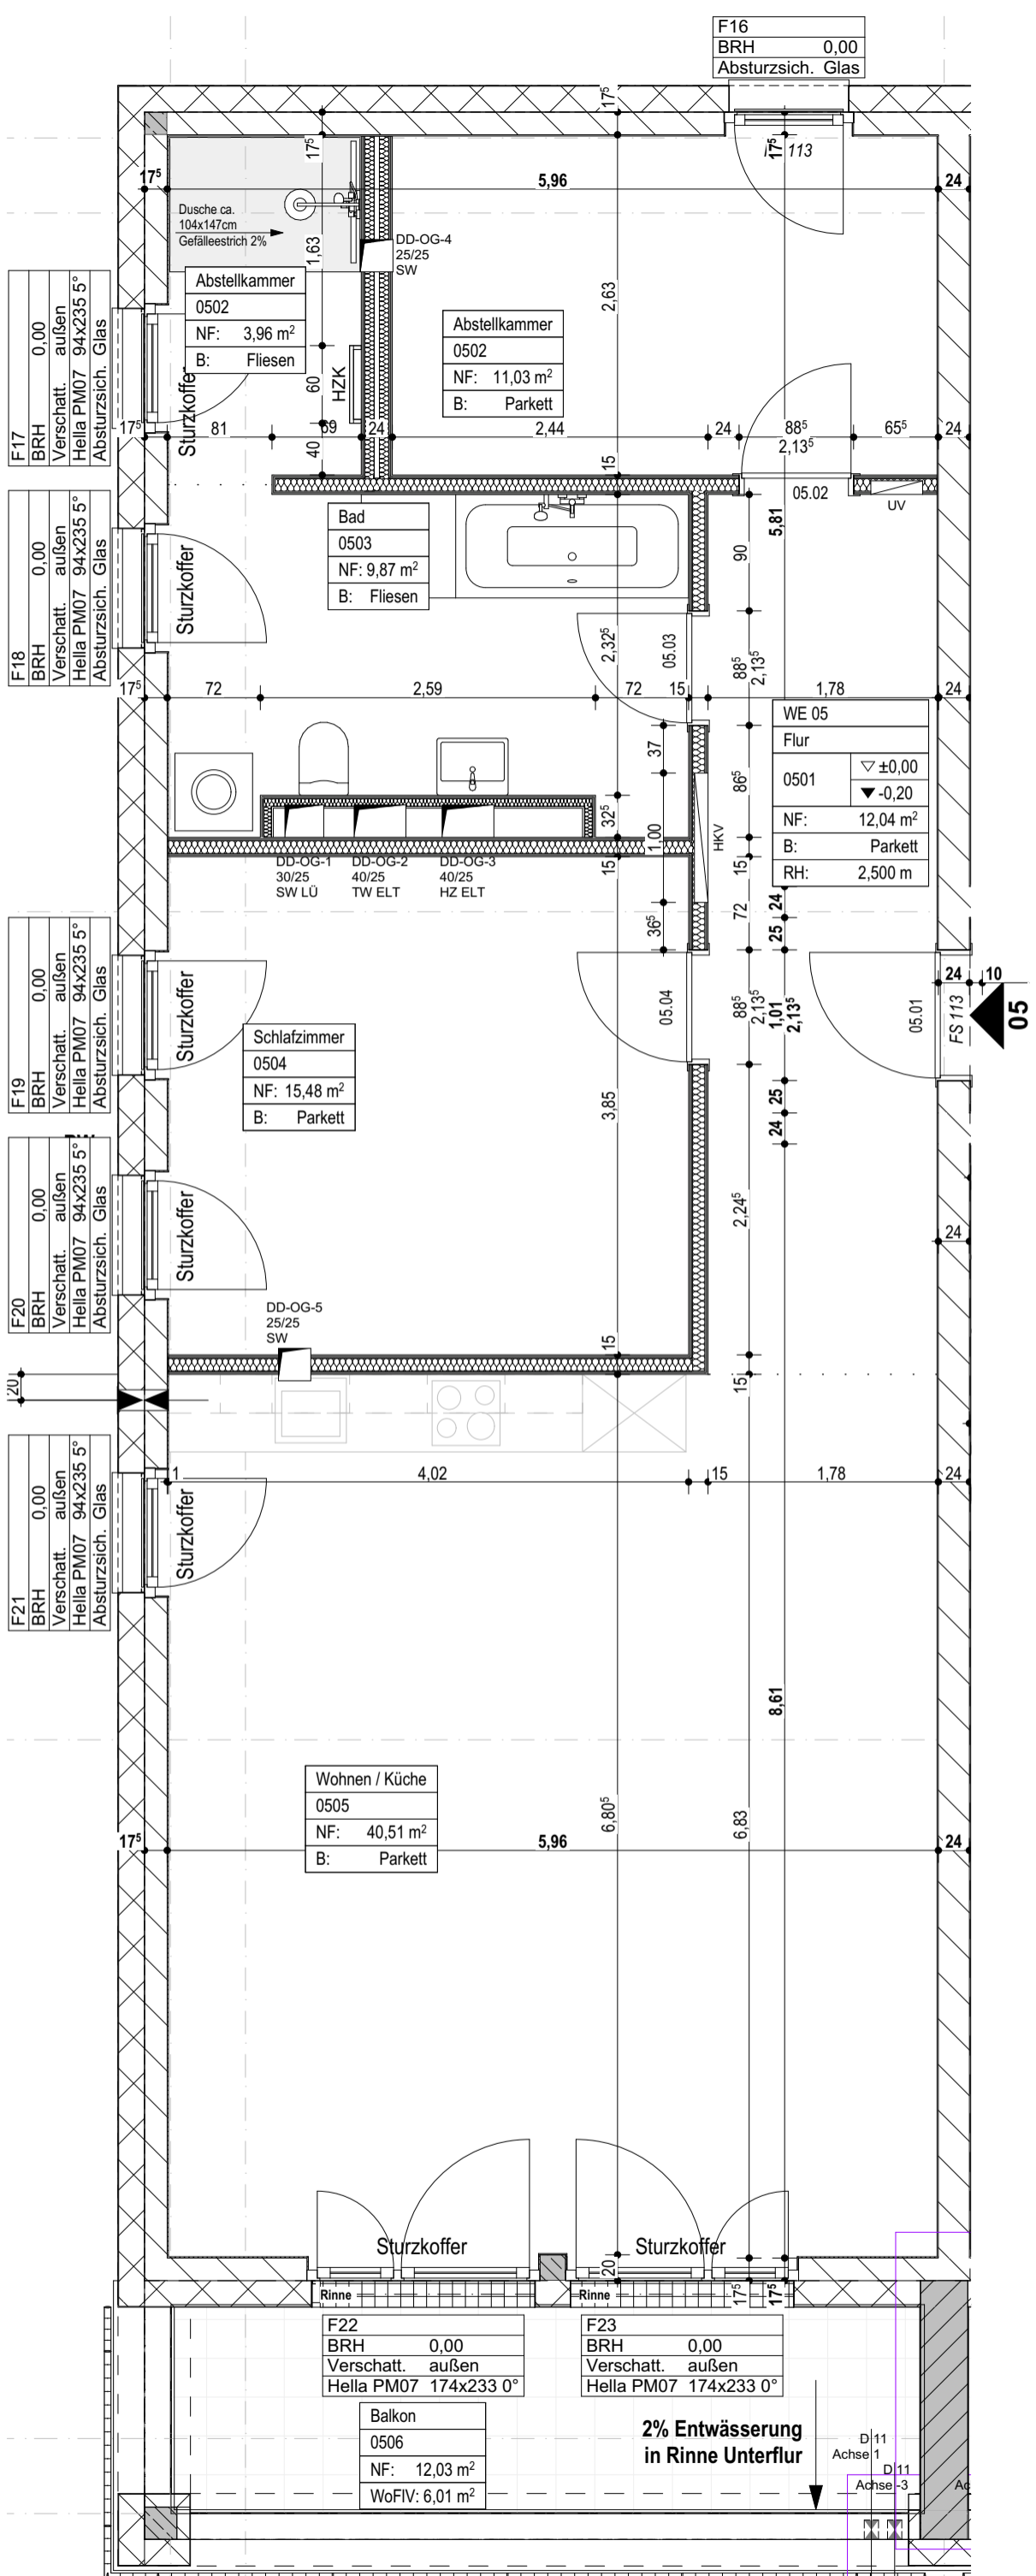 F16
BRH 0,00
Absturzsich. Glas
17⁵
17⁵
17⁵
113
17⁵
5,96
24
Dusche ca.
104x147cm
Gefälleestrich 2%
1,63
DD-OG-4
25/25
SW
2,63
Abstellkammer
0502
NF: 3,96 m²
B: Fliesen
Abstellkammer
0502
NF: 11,03 m²
B: Parkett
F17
BRH 0,00
Verschatt. außen
Hella PM07 94x235 5°
Absturzsich. Glas
Sturzkoffer
60
HZK
40
17⁵
81
69
24
2,44
24
88⁵
2,13⁵
65⁵
24
15
05.02
UV
5,81
F18
BRH 0,00
Verschatt. außen
Hella PM07 94x235 5°
Absturzsich. Glas
Sturzkoffer
Bad
0503
NF: 9,87 m²
B: Fliesen
90
2,32⁵
05.03
88⁵
2,13⁵
17⁵
72
2,59
72
15
1,78
24
WE 05
Flur
0501
±0,00
-0,20
NF: 12,04 m²
B: Parkett
RH: 2,500 m
37
86⁵
32⁵
1,00
HKV
15
15
DD-OG-1
30/25
SW LÜ
DD-OG-2
40/25
TW ELT
DD-OG-3
40/25
HZ ELT
72
36⁵
24
25
F19
BRH 0,00
Verschatt. außen
Hella PM07 94x235 5°
Absturzsich. Glas
Sturzkoffer
05.04
88⁵
2,13⁵
1,01
2,13⁵
05.01
FS 113
24
10
05
Schlafzimmer
0504
NF: 15,48 m²
B: Parkett
3,85
25
24
F20
BRH 0,00
Verschatt. außen
Hella PM07 94x235 5°
Absturzsich. Glas
Sturzkoffer
2,24⁵
24
DD-OG-5
25/25
SW
15
15
20
1
4,02
15
1,78
24
F21
BRH 0,00
Verschatt. außen
Hella PM07 94x235 5°
Absturzsich. Glas
Sturzkoffer
8,61
Wohnen / Küche
0505
NF: 40,51 m²
B: Parkett
6,80⁵
6,83
17⁵
5,96
24
Sturzkoffer
Sturzkoffer
20
Rinne
Rinne
17⁵
17⁵
F22
BRH 0,00
Verschatt. außen
Hella PM07 174x233 0°
F23
BRH 0,00
Verschatt. außen
Hella PM07 174x233 0°
Balkon
0506
NF: 12,03 m²
WoFlV: 6,01 m²
2% Entwässerung
in Rinne Unterflur
D 11
Achse 1
D 11
Achse -3